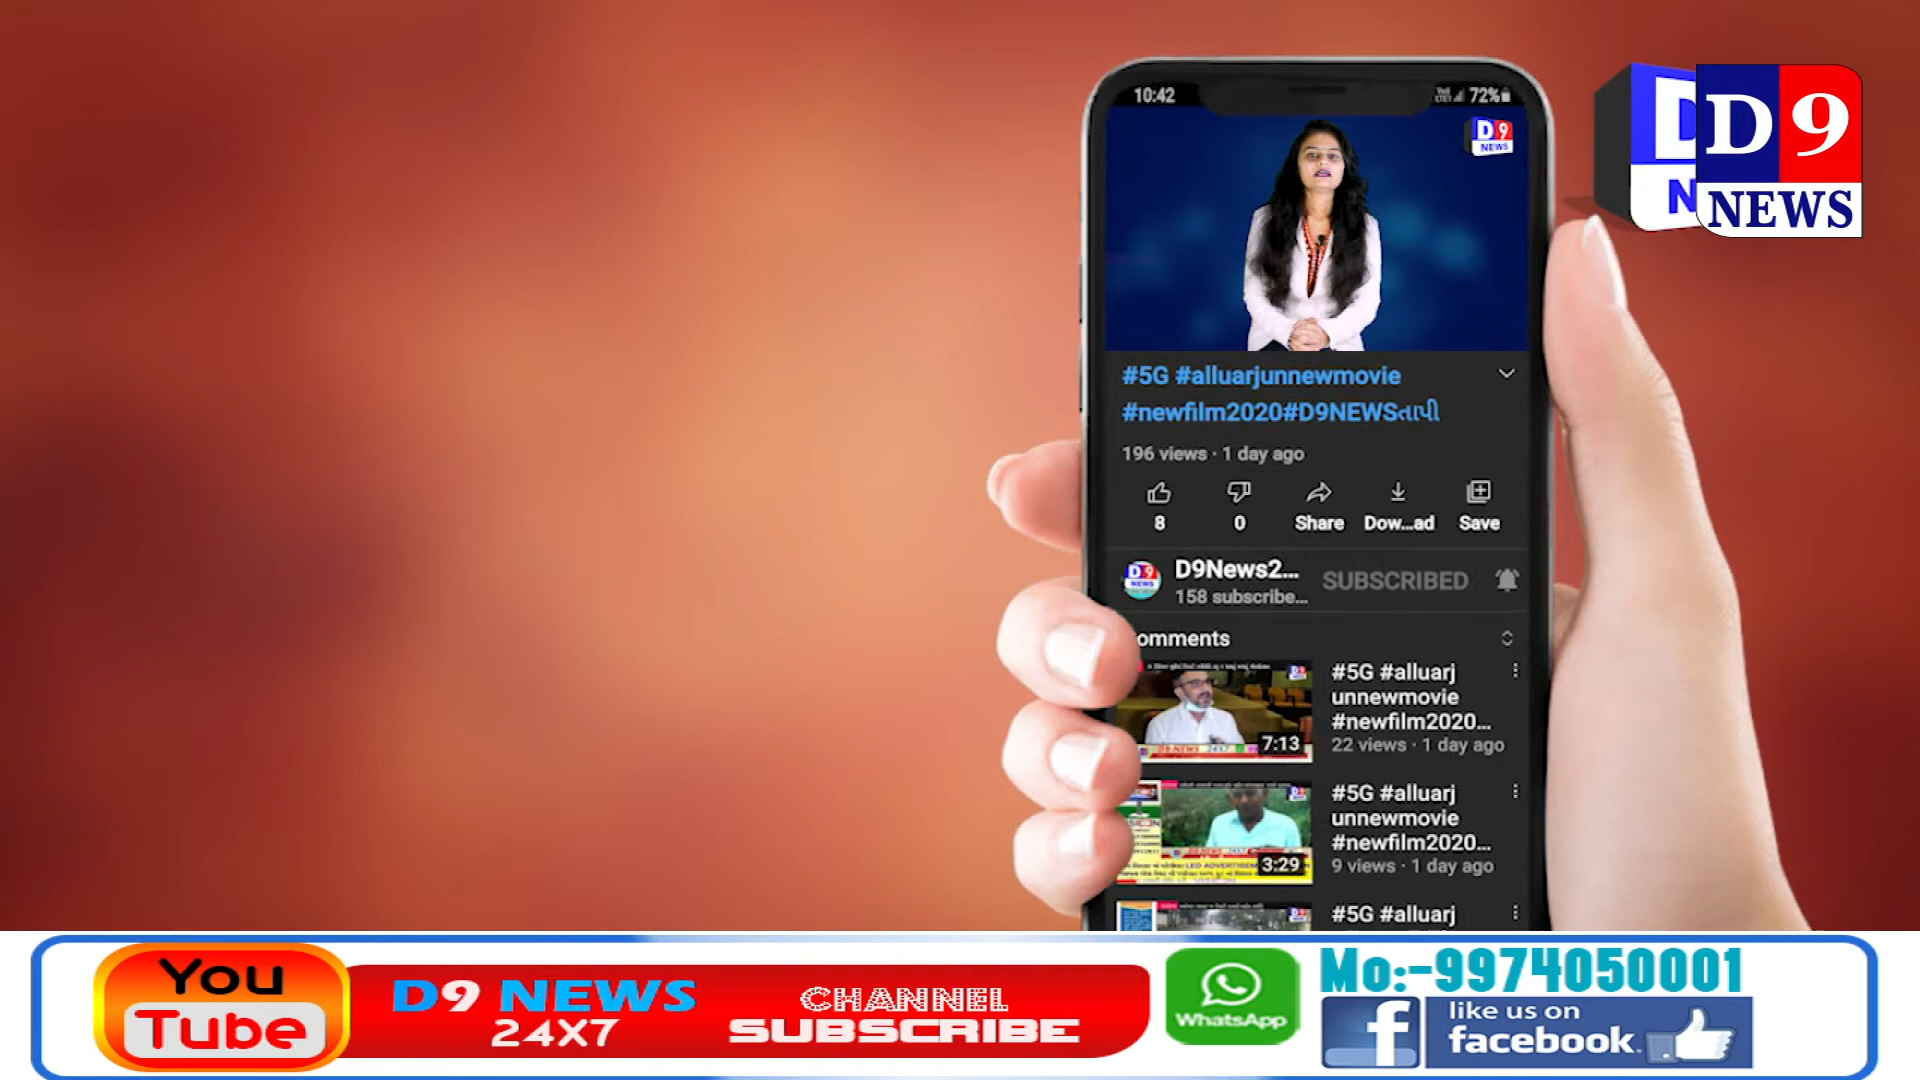 10:42
72%
D9
NEWS
D9
NEWS
#5G #alluarjunnewmovie
#newfilm2020#D9NEWSતાપી
196 views · 1 day ago
8
0
Share
Dow...ad
Save
D9News2...
158 subscribe...
SUBSCRIBED
omments
#5G #alluarj
unnewmovie
#newfilm2020...
22 views · 1 day ago
7:13
#5G #alluarj
unnewmovie
#newfilm2020...
9 views · 1 day ago
3:29
#5G #alluarj
You
Tube
D9 NEWS
24X7
CHANNEL
SUBSCRIBE
WhatsApp
Mo:-9974050001
like us on
facebook.